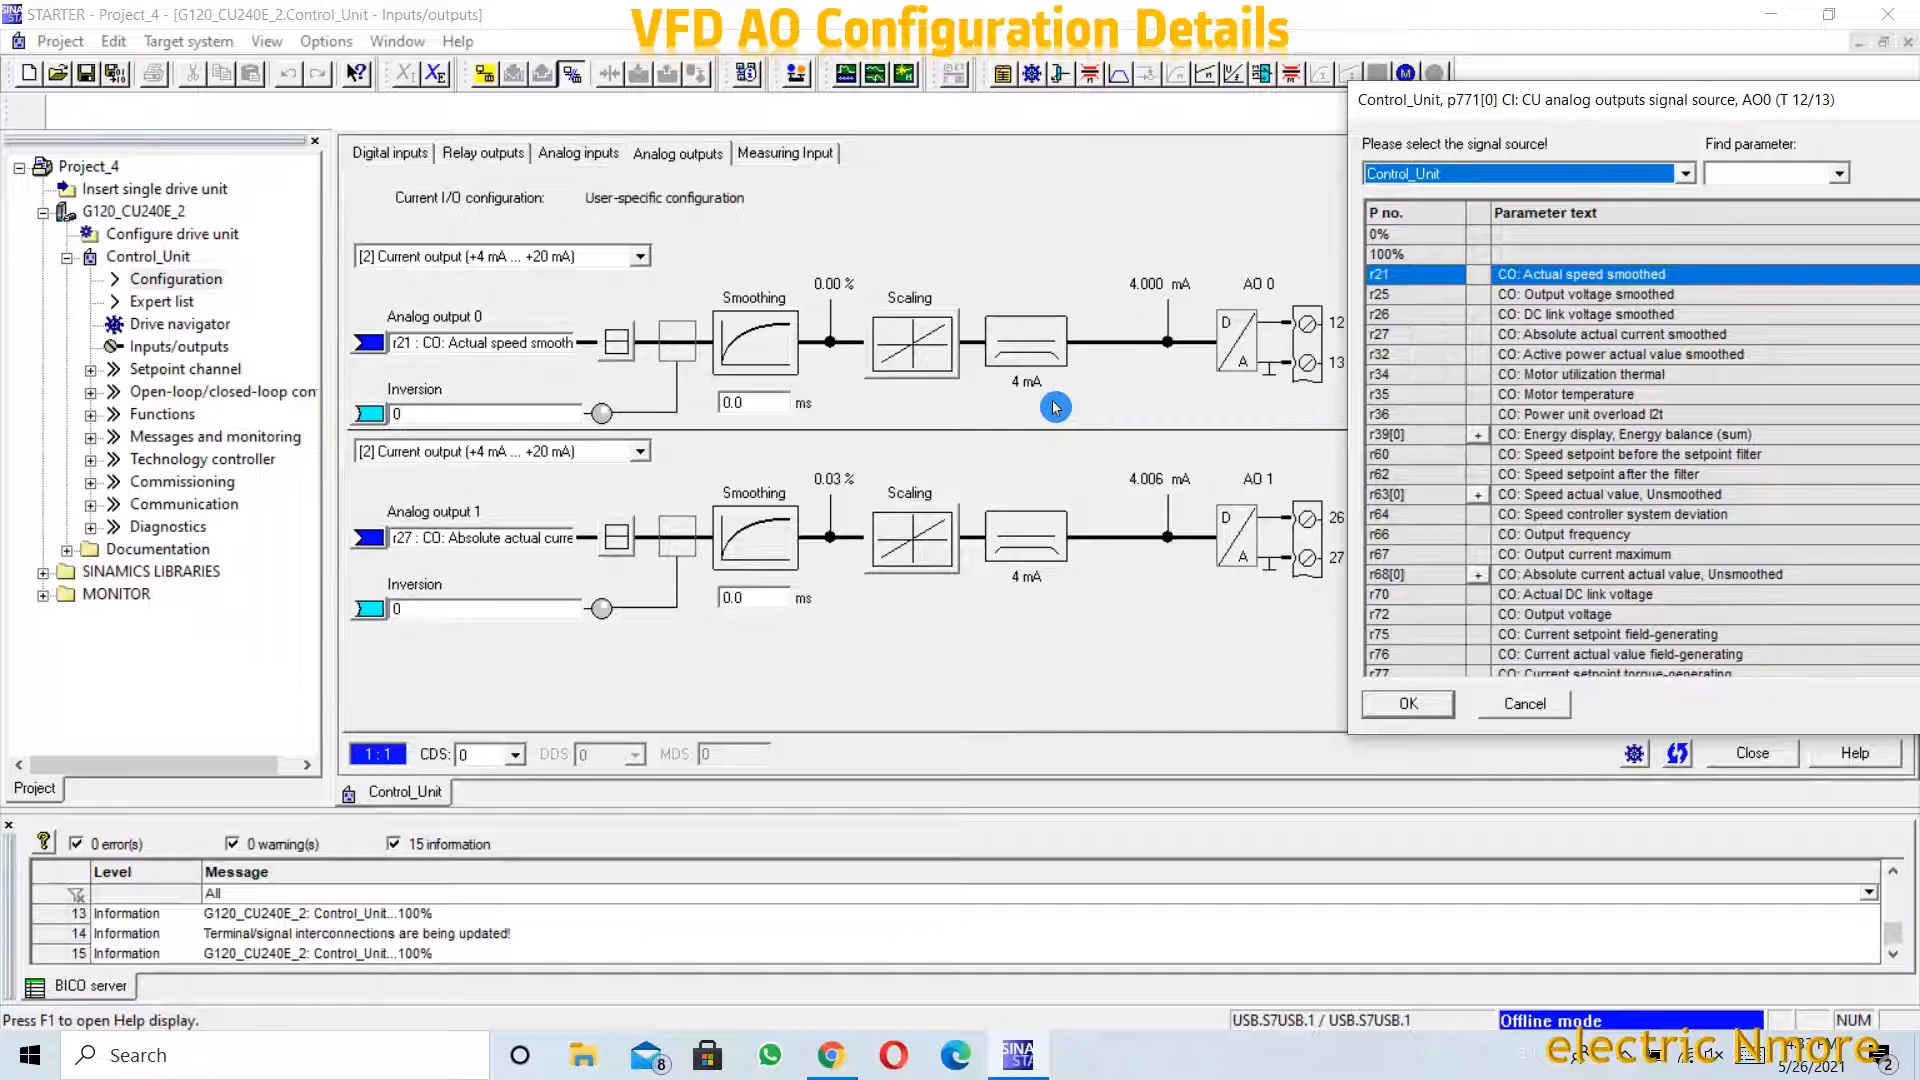 STARTER - Project_4 - [G120_CU240E_2.Control_Unit - Inputs/outputs]
VFD AO Configuration Details
Project Edit Target system View Options Window Help
Project_4
Insert single drive unit
G120_CU240E_2
Configure drive unit
Control_Unit
Configuration
Expert list
Drive navigator
Inputs/outputs
Setpoint channel
Open-loop/closed-loop con
Functions
Messages and monitoring
Technology controller
Commissioning
Communication
Diagnostics
Documentation
SINAMICS LIBRARIES
MONITOR
Project
Digital inputs Relay outputs Analog inputs Analog outputs Measuring Input
Current I/O configuration: User-specific configuration
[2] Current output (+4 mA ... +20 mA)
Analog output 0
r21 : CO: Actual speed smooth
Inversion
0
Smoothing
0.0 ms
0.00 %
Scaling
4 mA
4.000 mA
AO 0
D
A
12
13
[2] Current output (+4 mA ... +20 mA)
Analog output 1
r27 : CO: Absolute actual curre
Inversion
0
Smoothing
0.0 ms
0.03 %
Scaling
4 mA
4.006 mA
AO 1
D
A
26
27
1 : 1 CDS: 0 DDS: 0 MDS: 0
Close Help
Control_Unit
Control_Unit, p771[0] CI: CU analog outputs signal source, AO0 (T 12/13)
Please select the signal source! Find parameter:
Control_Unit
P no. Parameter text
0%
100%
r21 CO: Actual speed smoothed
r25 CO: Output voltage smoothed
r26 CO: DC link voltage smoothed
r27 CO: Absolute actual current smoothed
r32 CO: Active power actual value smoothed
r34 CO: Motor utilization thermal
r35 CO: Motor temperature
r36 CO: Power unit overload I2t
r39[0] + CO: Energy display, Energy balance (sum)
r60 CO: Speed setpoint before the setpoint filter
r62 CO: Speed setpoint after the filter
r63[0] + CO: Speed actual value, Unsmoothed
r64 CO: Speed controller system deviation
r66 CO: Output frequency
r67 CO: Output current maximum
r68[0] + CO: Absolute current actual value, Unsmoothed
r70 CO: Actual DC link voltage
r72 CO: Output voltage
r75 CO: Current setpoint field-generating
r76 CO: Current actual value field-generating
r77 CO: Current setpoint torque-generating
OK Cancel
0 error(s) 0 warning(s) 15 information
Level Message
All
13 Information G120_CU240E_2: Control_Unit...100%
14 Information Terminal/signal interconnections are being updated!
15 Information G120_CU240E_2: Control_Unit...100%
BICO server
Press F1 to open Help display. USB.S7USB.1 / USB.S7USB.1 Offline mode NUM
Search
8
SINA
STA
electric Nmore
5/26/2021
2